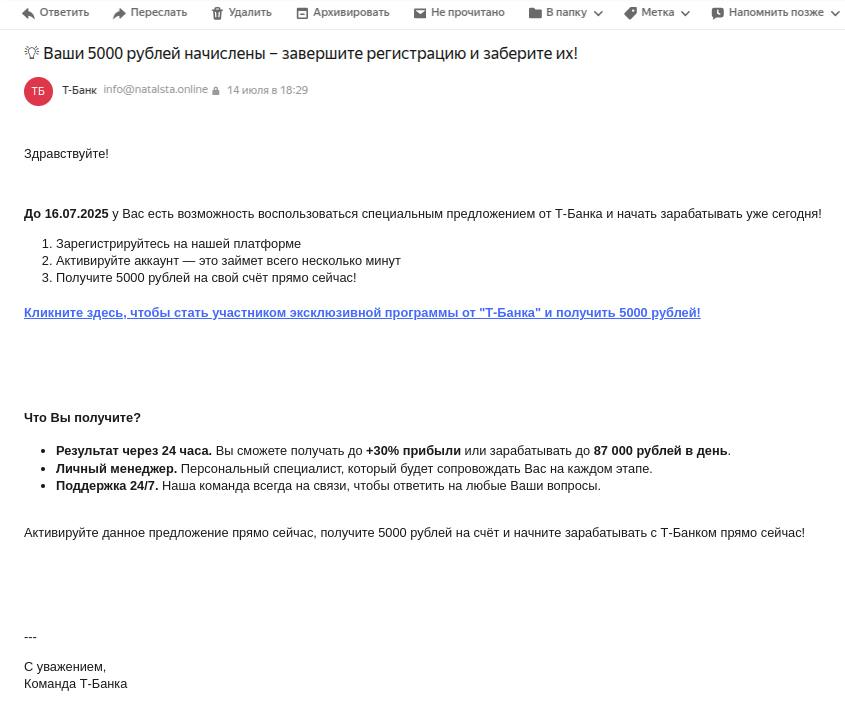 Ответить Переслать Удалить Архивировать Не прочитано В папку Метка Напомнить позже
Ваши 5000 рублей начислены – завершите регистрацию и заберите их!
ТБ Т-Банк info@natalsta.online 14 июля в 18:29
Здравствуйте!
До 16.07.2025 у Вас есть возможность воспользоваться специальным предложением от Т-Банка и начать зарабатывать уже сегодня!
1. Зарегистрируйтесь на нашей платформе
2. Активируйте аккаунт — это займет всего несколько минут
3. Получите 5000 рублей на свой счёт прямо сейчас!
Кликните здесь, чтобы стать участником эксклюзивной программы от "Т-Банка" и получить 5000 рублей!
Что Вы получите?
• Результат через 24 часа. Вы сможете получать до +30% прибыли или зарабатывать до 87 000 рублей в день.
• Личный менеджер. Персональный специалист, который будет сопровождать Вас на каждом этапе.
• Поддержка 24/7. Наша команда всегда на связи, чтобы ответить на любые Ваши вопросы.
Активируйте данное предложение прямо сейчас, получите 5000 рублей на счёт и начните зарабатывать с Т-Банком прямо сейчас!
---
С уважением,
Команда Т-Банка